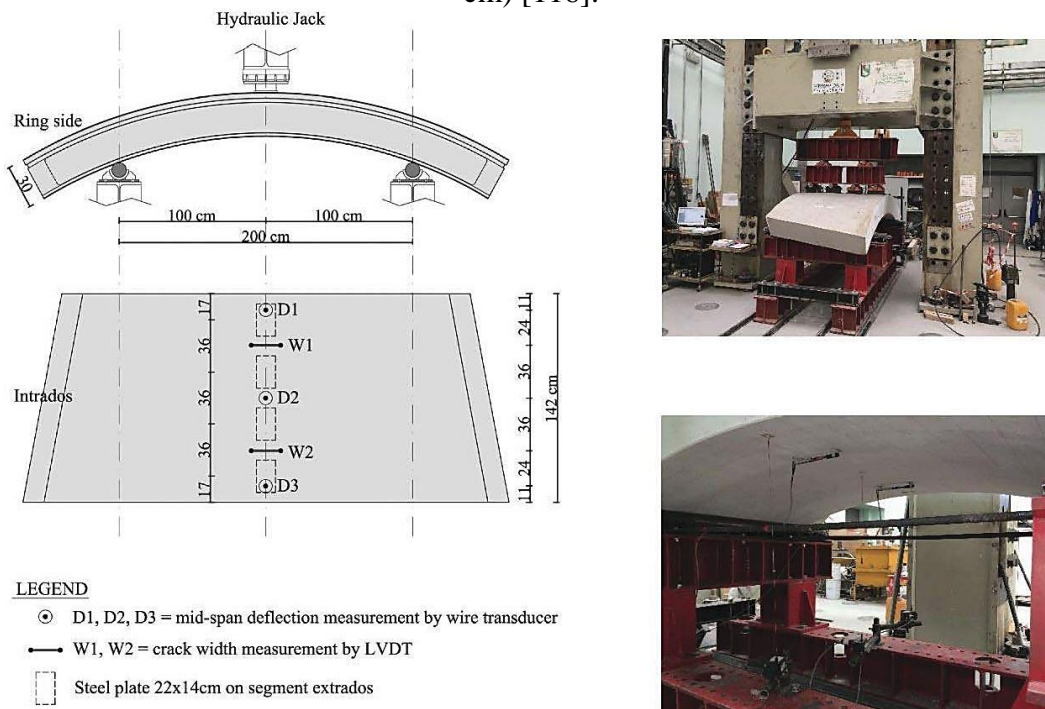 cm) [118].
Hydraulic Jack
Ring side
30
100 cm
100 cm
200 cm
17
D1
11
24
W1
36
36
Intrados
36
D2
36
142 cm
36
W2
24
17
D3
11
LEGEND
D1, D2, D3 = mid-span deflection measurement by wire transducer
W1, W2 = crack width measurement by LVDT
Steel plate 22x14cm on segment extrados